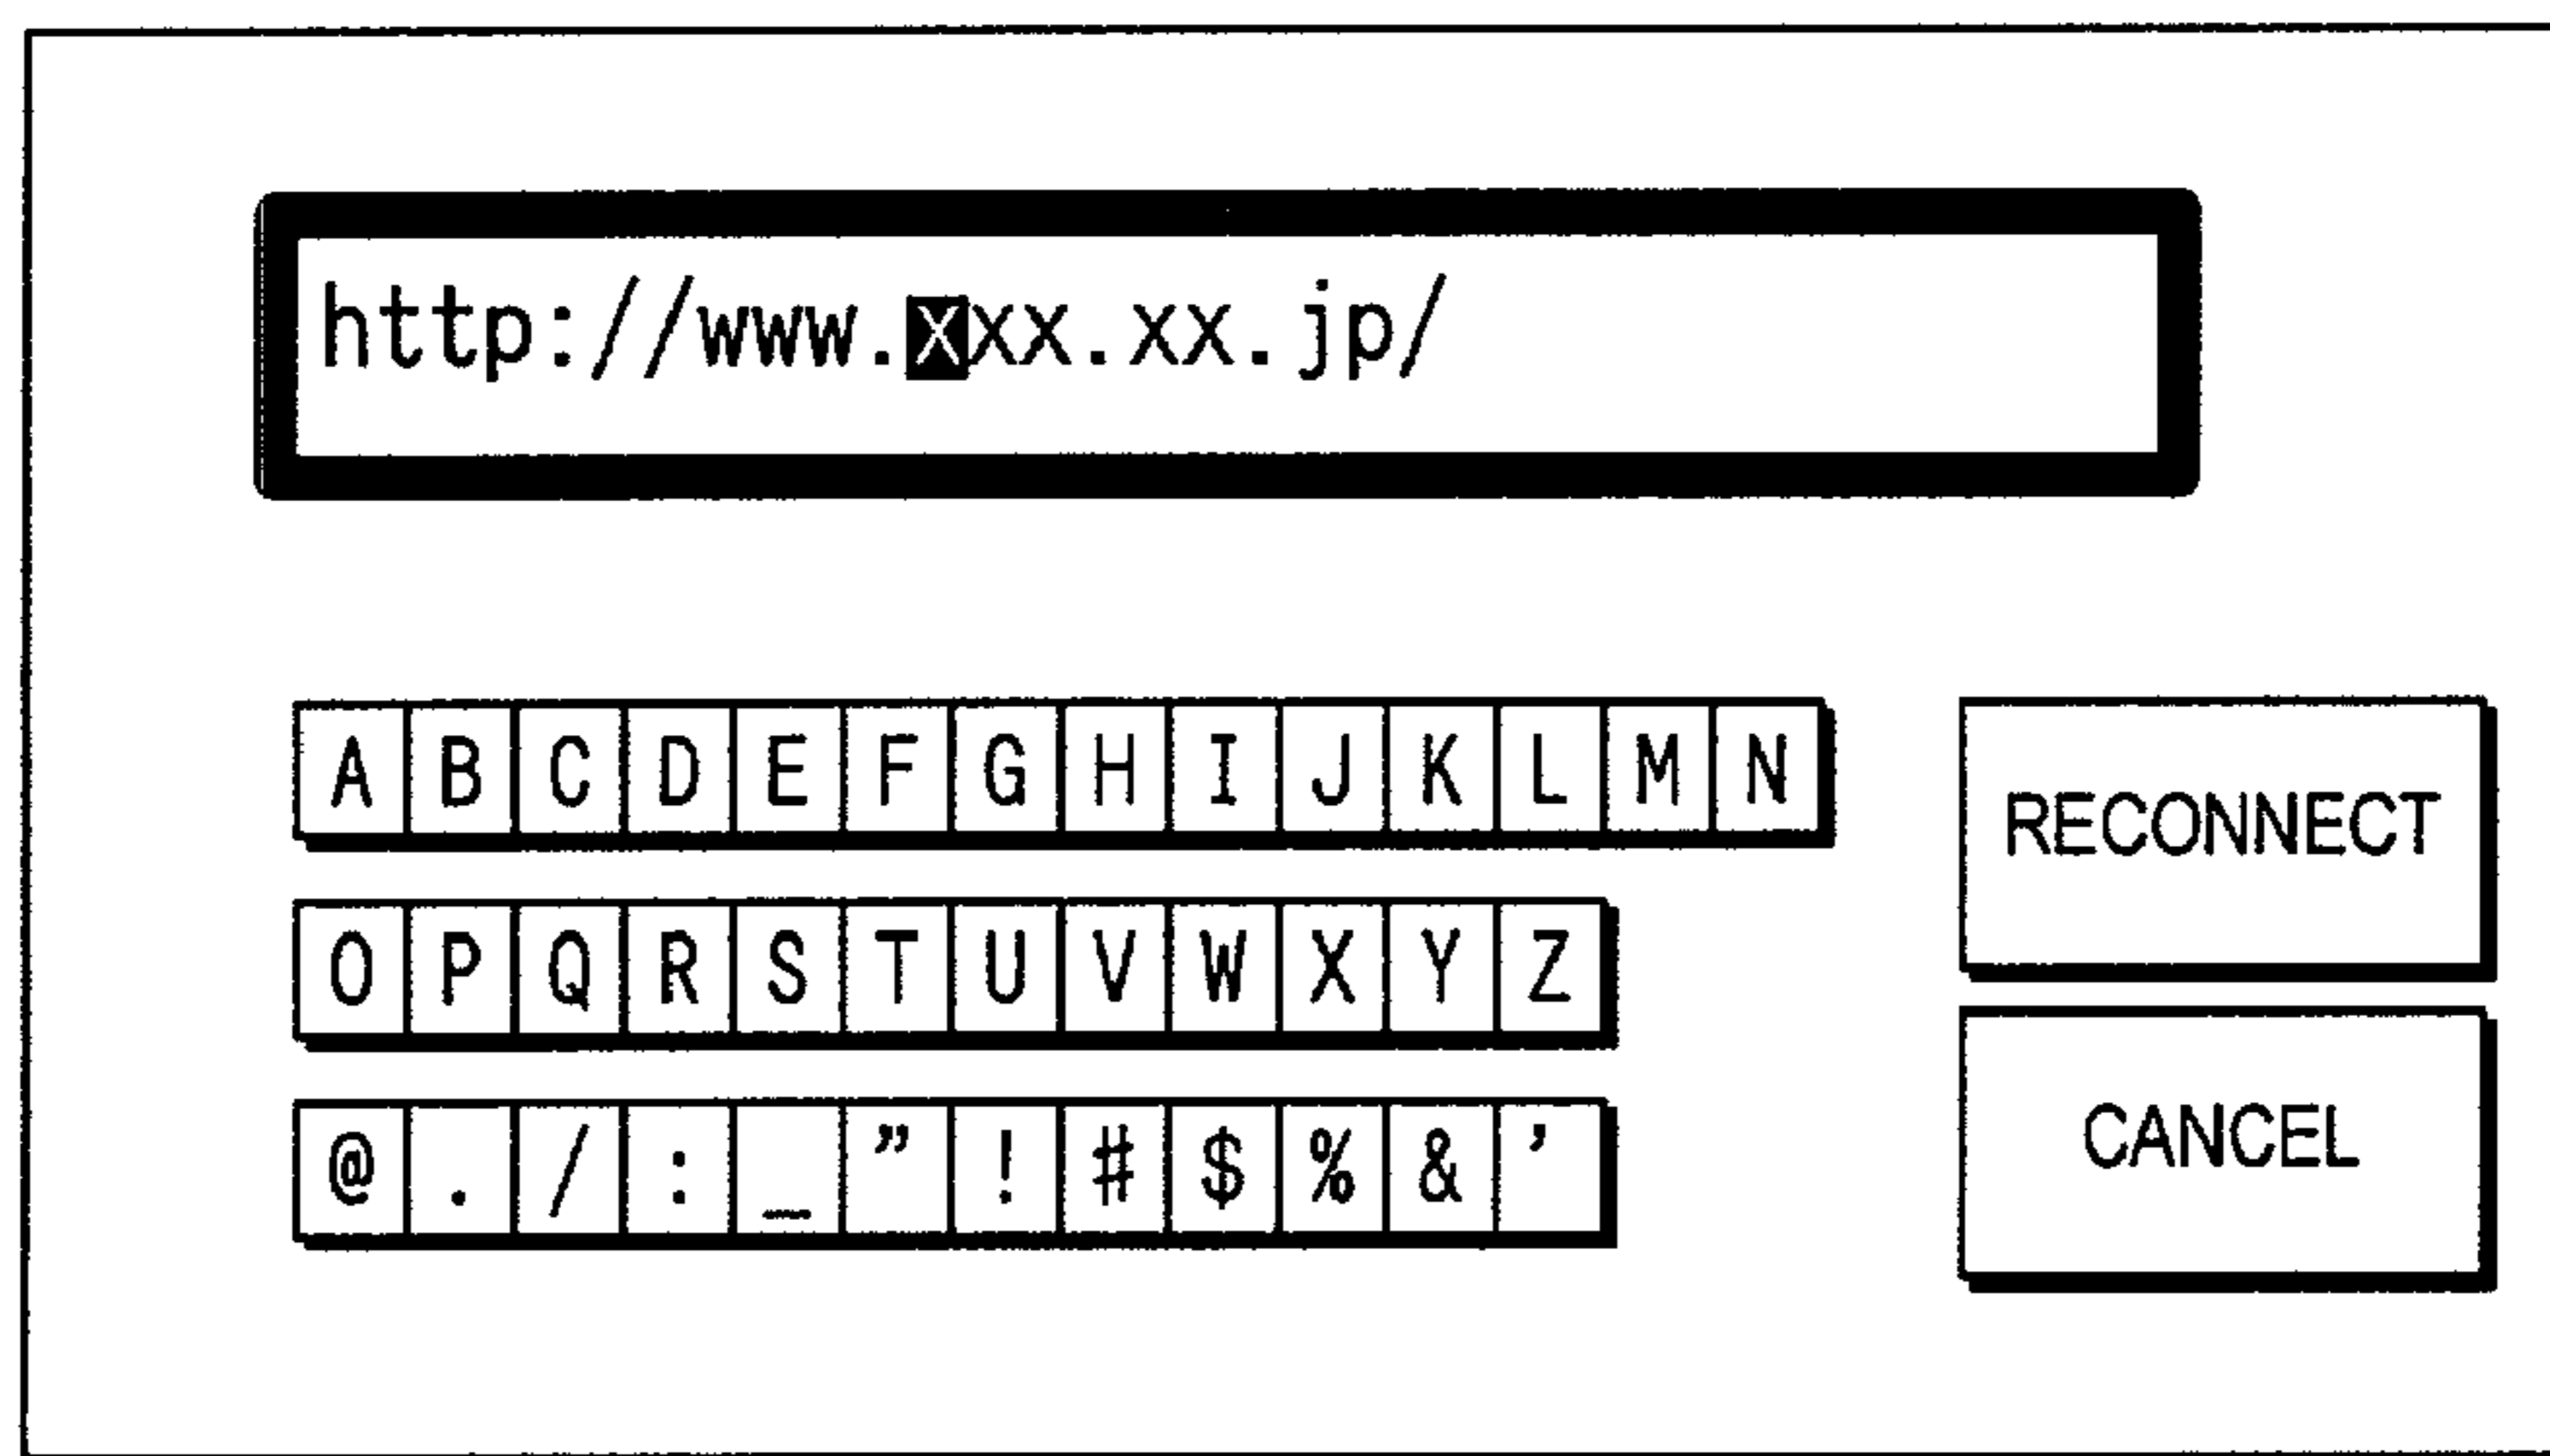 http://www.xxx.xx.jp/
A B C D E F G H I J K L M N
RECONNECT
O P Q R S T U V W X Y Z
@ . / : _ ” ! # $ % & ’
CANCEL